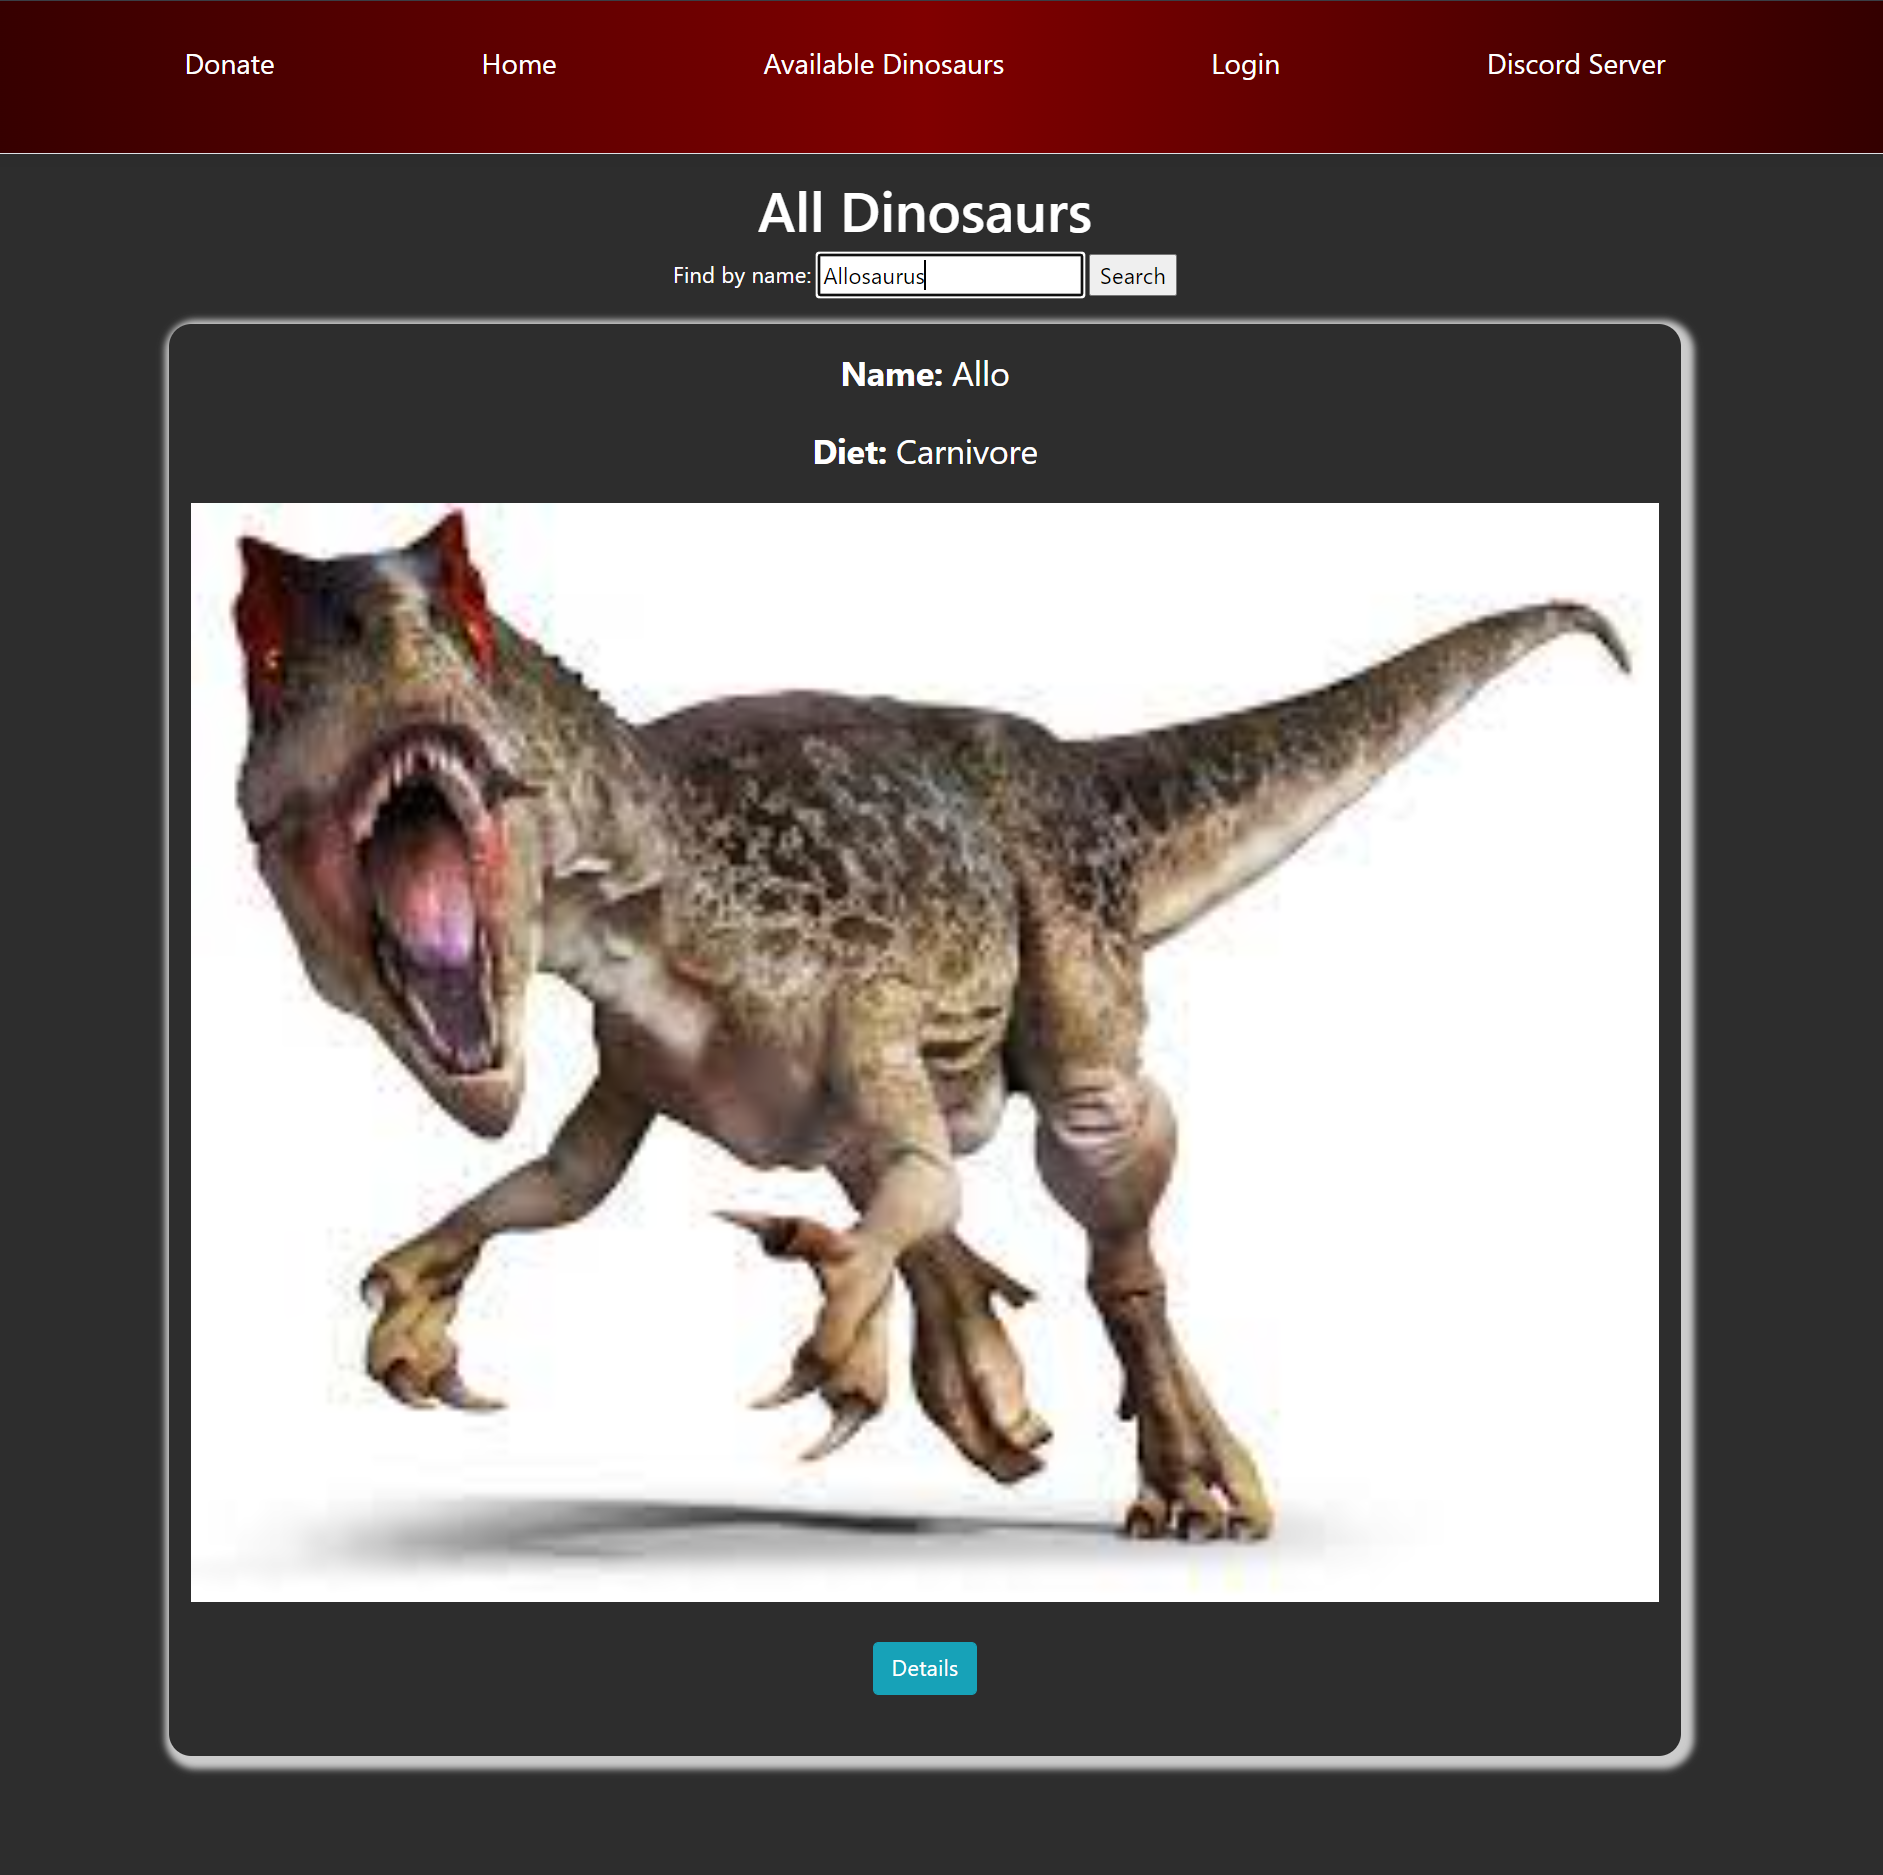 Donate Home Available Dinosaurs Login Discord Server
All Dinosaurs
Find by name: Allosaurus Search
Name: Allo
Diet: Carnivore
Details